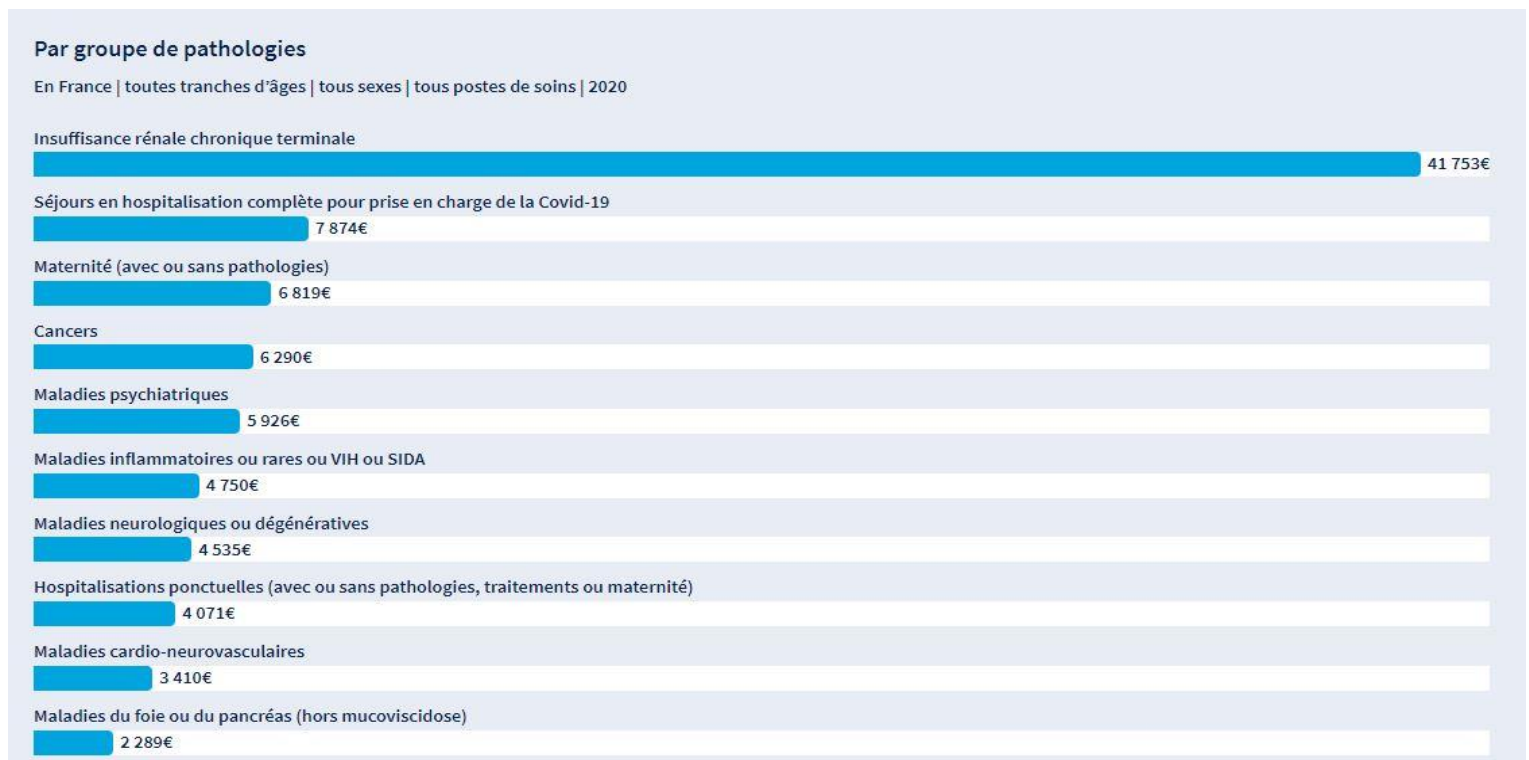 Par groupe de pathologies
En France | toutes tranches d'âges | tous sexes | tous postes de soins | 2020
Insuffisance rénale chronique terminale
41 753€
Séjours en hospitalisation complète pour prise en charge de la Covid-19
7 874€
Maternité (avec ou sans pathologies)
6 819€
Cancers
6 290€
Maladies psychiatriques
5 926€
Maladies inflammatoires ou rares ou VIH ou SIDA
4 750€
Maladies neurologiques ou dégénératives
4 535€
Hospitalisations ponctuelles (avec ou sans pathologies, traitements ou maternité)
4 071€
Maladies cardio-neurovasculaires
3 410€
Maladies du foie ou du pancréas (hors mucoviscidose)
2 289€